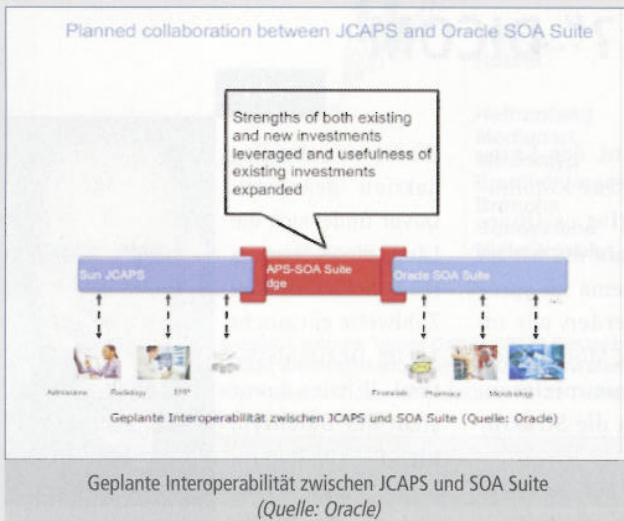 Planned collaboration between JCAPS and Oracle SOA Suite
Strengths of both existing
and new investments
leveraged and usefulness of
existing investments
expanded
Sun JCAPS
APS-SOA Suite
dge
Oracle SOA Suite
Admissions Radiology ERP
Financials Pharmacy Microbiology
Geplante Interoperabilität zwischen JCAPS und SOA Suite (Quelle: Oracle)
Geplante Interoperabilität zwischen JCAPS und SOA Suite
(Quelle: Oracle)